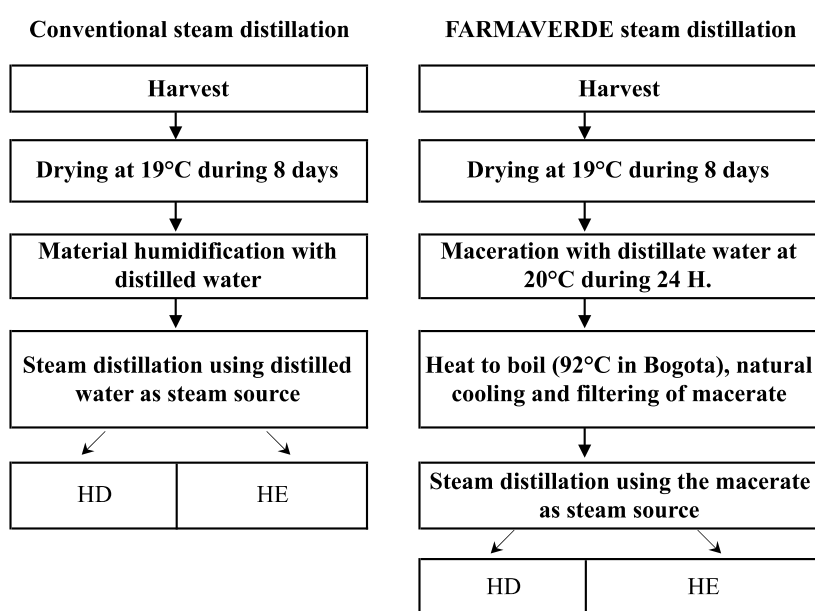 Conventional steam distillation
Harvest
Drying at 19°C during 8 days
Material humidification with
distilled water
Steam distillation using distilled
water as steam source
HD
HE
FARMAVERDE steam distillation
Harvest
Drying at 19°C during 8 days
Maceration with distillate water at
20°C during 24 H.
Heat to boil (92°C in Bogota), natural
cooling and filtering of macerate
Steam distillation using the macerate
as steam source
HD
HE